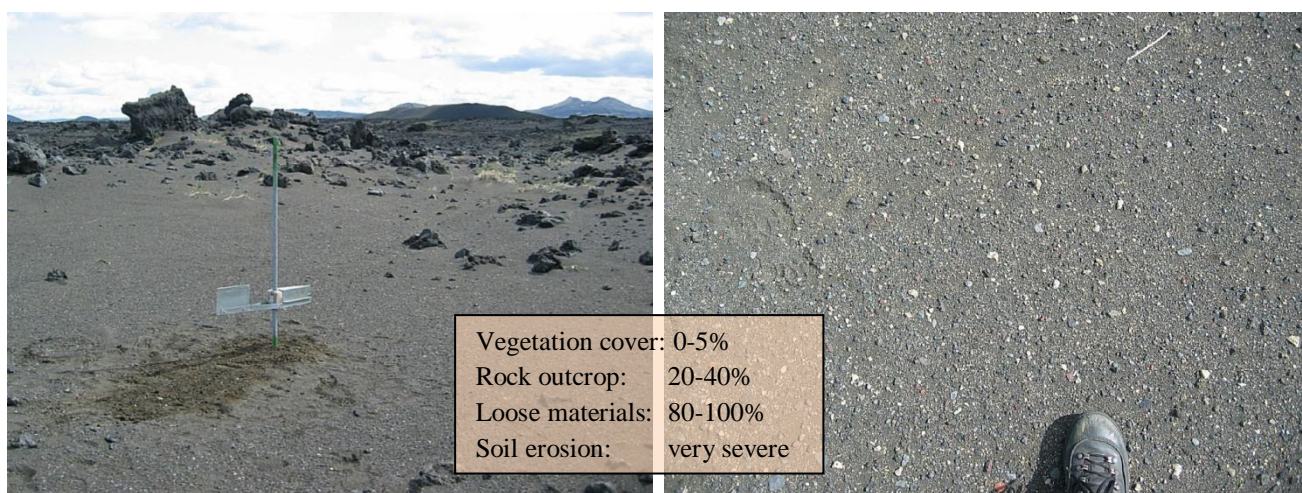 Vegetation cover: 0-5%
Rock outcrop: 20-40%
Loose materials: 80-100%
Soil erosion: very severe